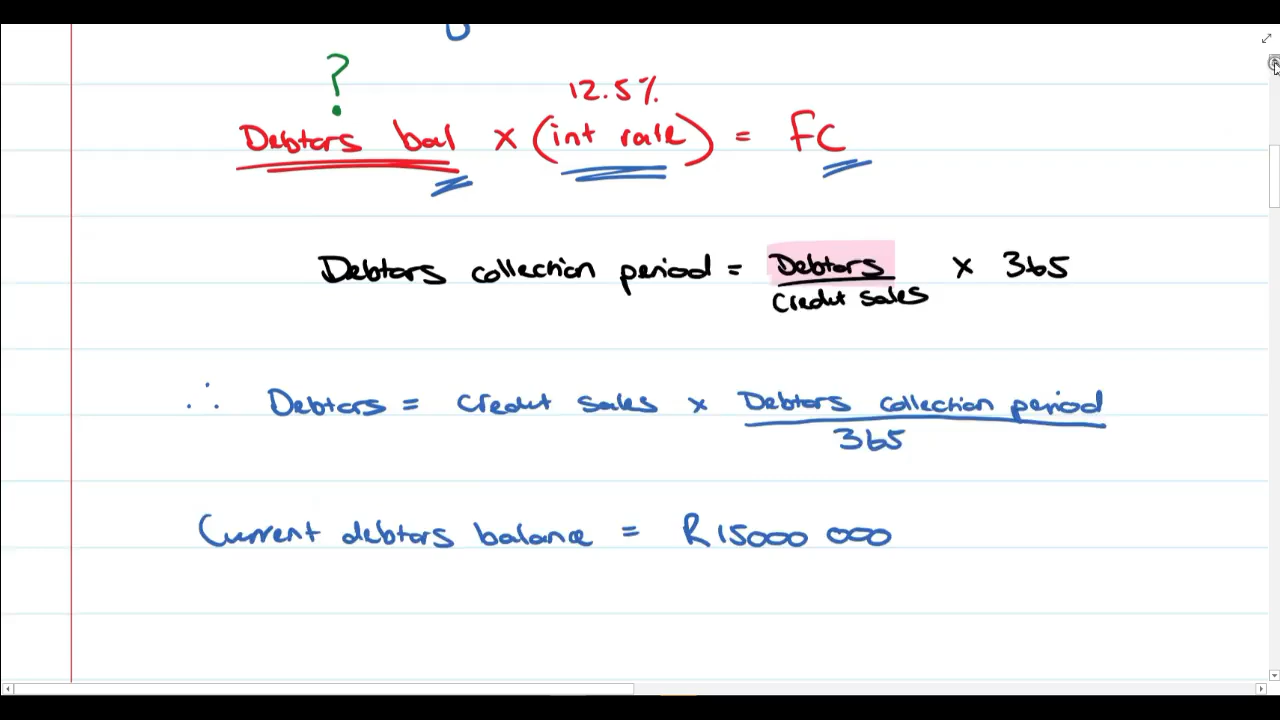 ?
12.5%
Debtors bal x (int rate) = FC
Debtors collection period = Debtors x 365
Credit sales
∴ Debtors = credit sales x Debtors collection period
365
Current debtors balance = R15000 000